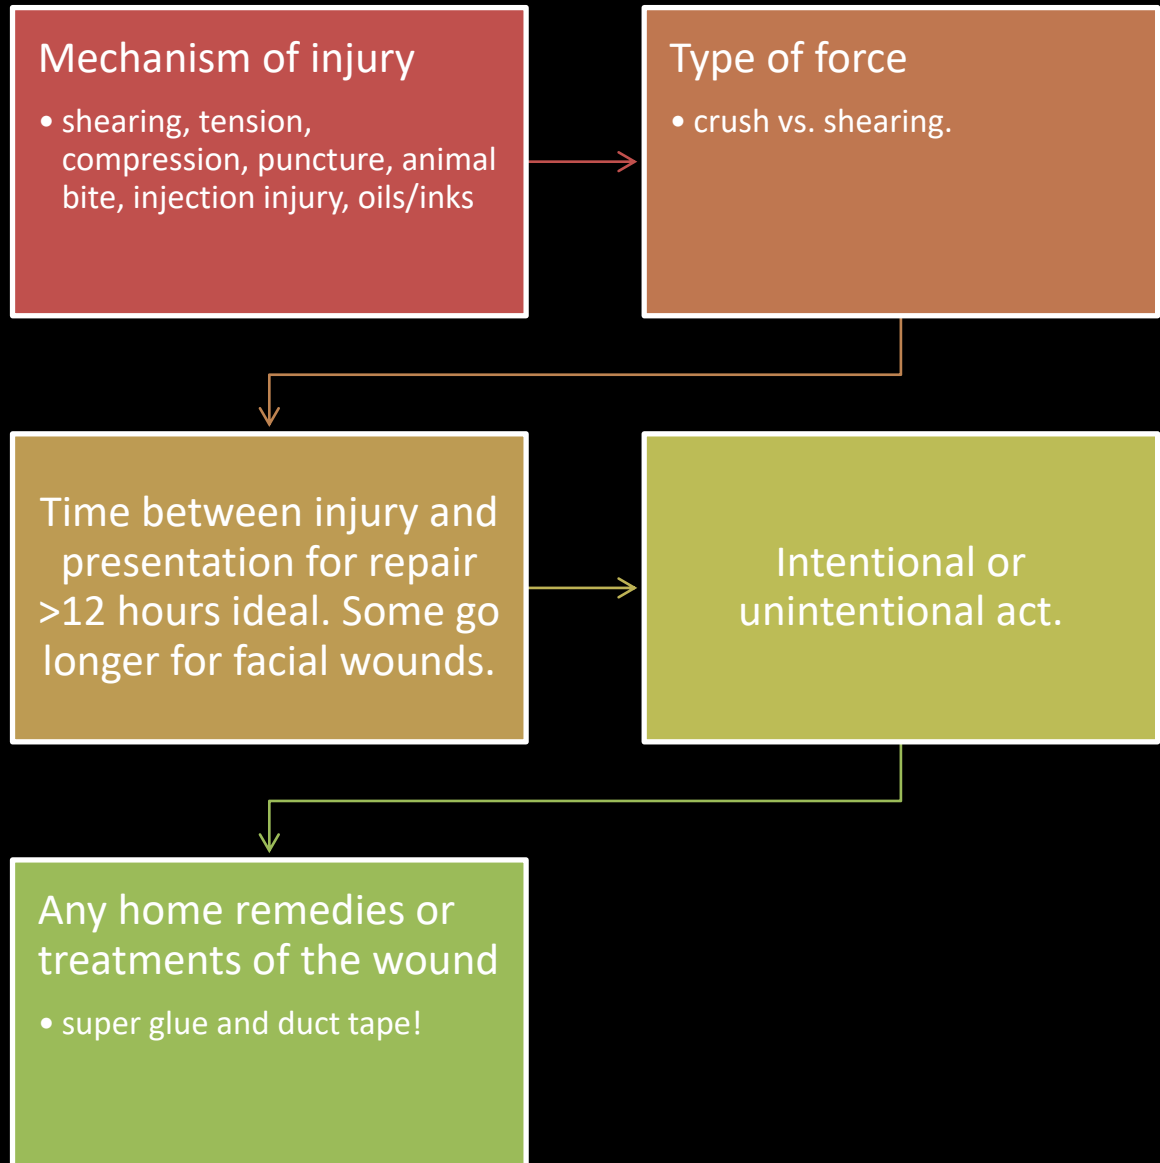 Mechanism of injury
• shearing, tension,
compression, puncture, animal
bite, injection injury, oils/inks
Type of force
• crush vs. shearing.
Time between injury and
presentation for repair
>12 hours ideal. Some go
longer for facial wounds.
Intentional or
unintentional act.
Any home remedies or
treatments of the wound
• super glue and duct tape!